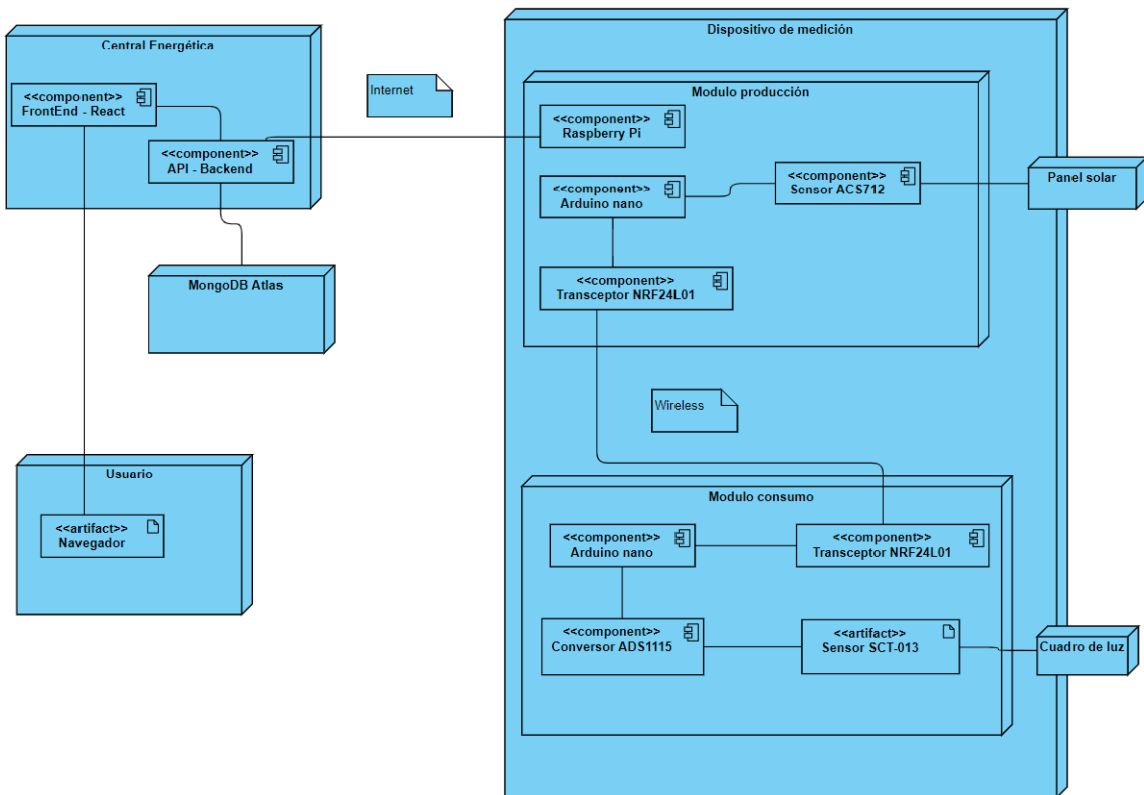 Central Energética
<<component>>
FrontEnd - React
<<component>>
API - Backend
MongoDB Atlas
Usuario
<<artifact>>
Navegador
Internet
Dispositivo de medición
Modulo producción
<<component>>
Raspberry Pi
<<component>>
Arduino nano
<<component>>
Sensor ACS712
<<component>>
Transceptor NRF24L01
Panel solar
Wireless
Modulo consumo
<<component>>
Arduino nano
<<component>>
Transceptor NRF24L01
<<component>>
Conversor ADS1115
<<artifact>>
Sensor SCT-013
Cuadro de luz